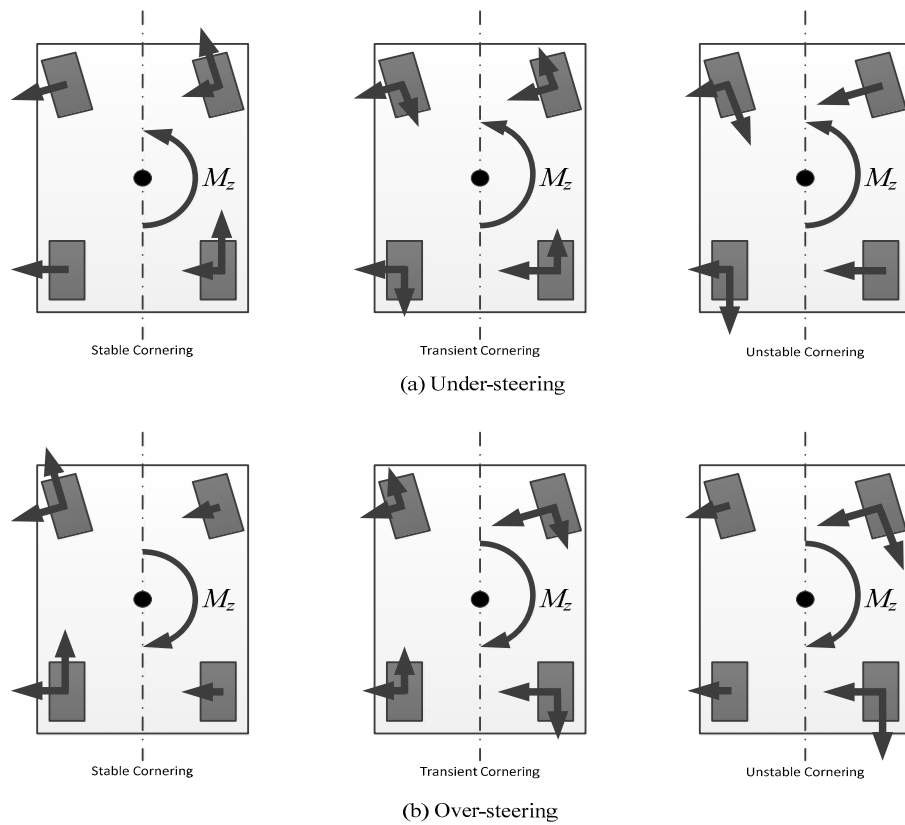 M_z M_z M_z
Stable Cornering Transient Cornering Unstable Cornering
(a) Under-steering
M_z M_z M_z
Stable Cornering Transient Cornering Unstable Cornering
(b) Over-steering